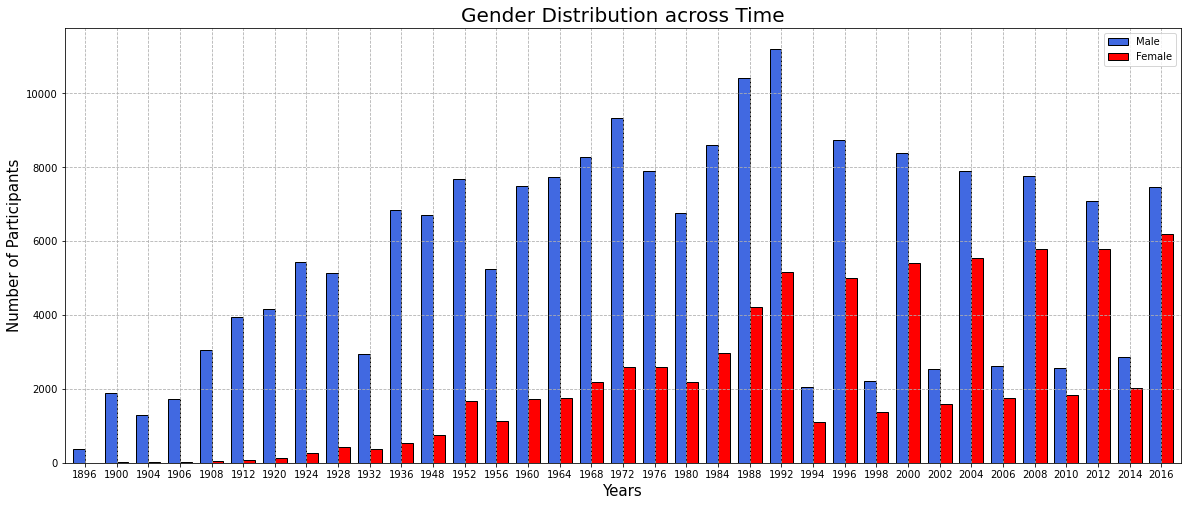 Gender Distribution across Time
Male
Female
Number of Participants
10000
8000
6000
4000
2000
0
1896 1900 1904 1906 1908 1912 1920 1924 1928 1932 1936 1948 1952 1956 1960 1964 1968 1972 1976 1980 1984 1988 1992 1994 1996 1998 2000 2002 2004 2006 2008 2010 2012 2014 2016
Years